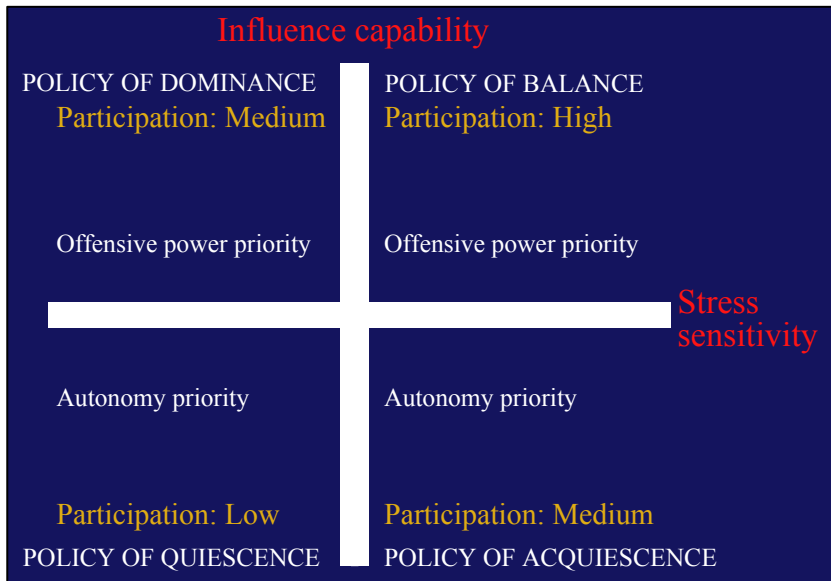 Influence capability
POLICY OF DOMINANCE
Participation: Medium
POLICY OF BALANCE
Participation: High
Offensive power priority
Offensive power priority
Stress
sensitivity
Autonomy priority
Autonomy priority
Participation: Low
POLICY OF QUIESCENCE
Participation: Medium
POLICY OF ACQUIESCENCE